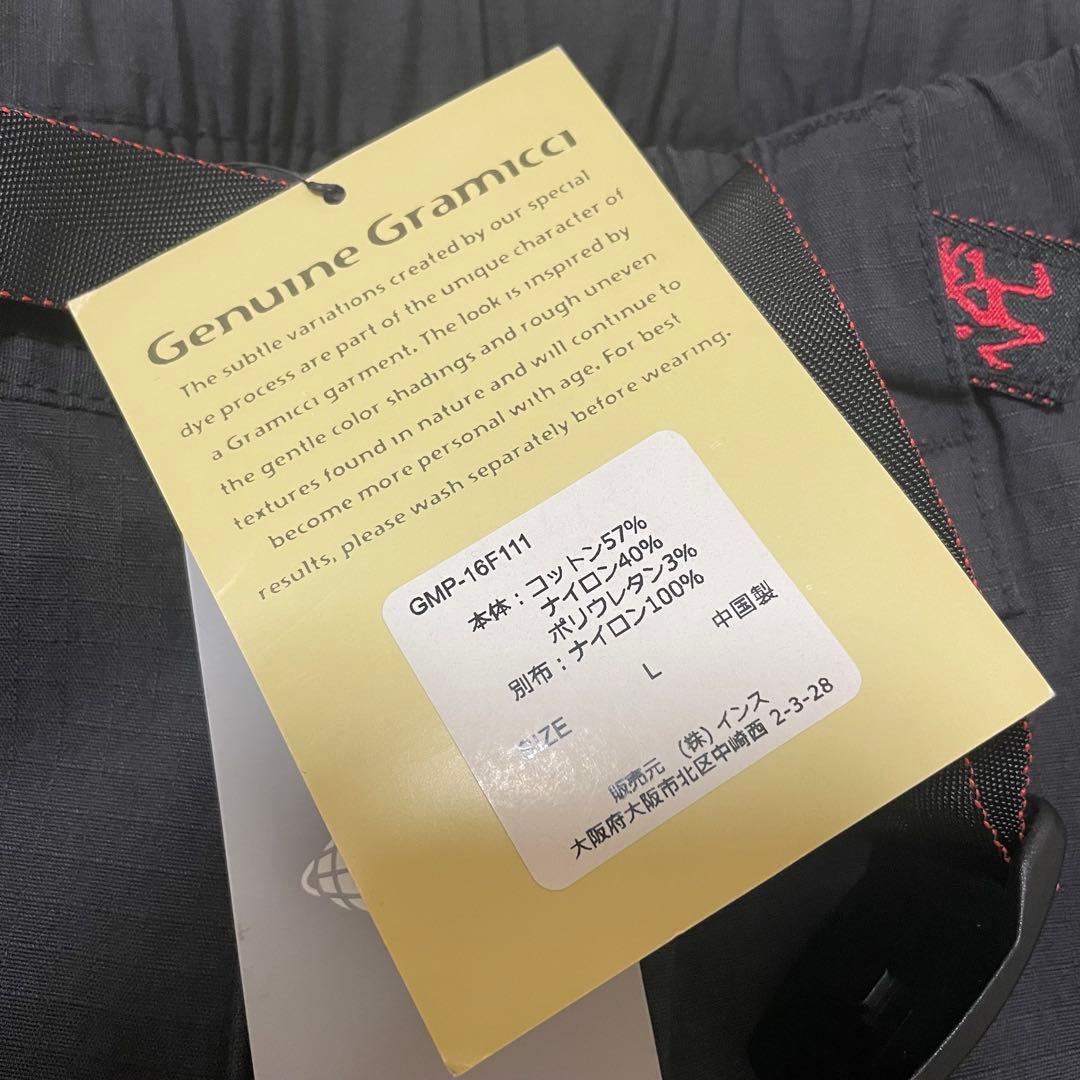 Genuine Gramicci
The subtle variations created by our special
dye process are part of the unique character of
a Gramicci garment. The look is inspired by
the gentle color shadings and rough uneven
textures found in nature and will continue to
become more personal with age. For best
results, please wash separately before wearing.
GMP-16F111
本体：コットン57%
ナイロン40%
ポリウレタン3%
別布：ナイロン100%
中国製
SIZE L
販売元 (株) インス
大阪府大阪市北区中崎西 2-3-28